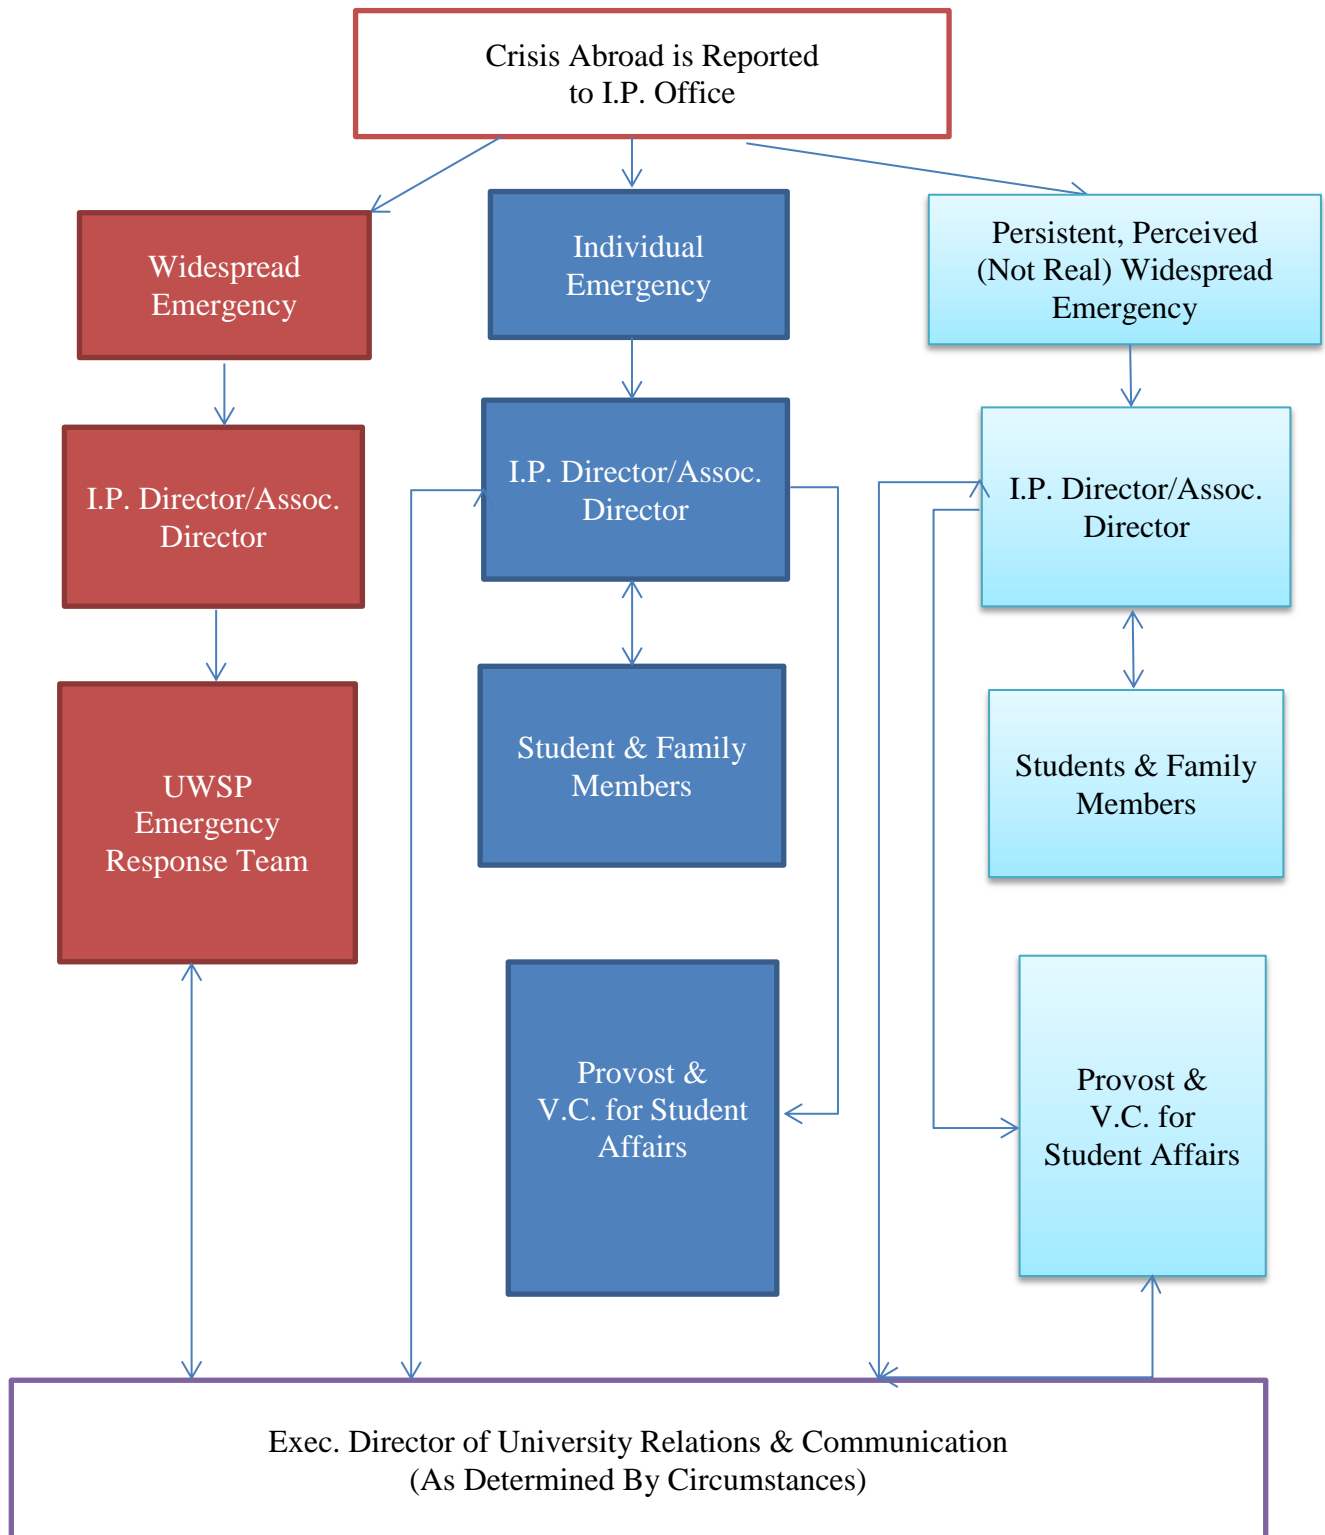 Crisis Abroad is Reported
to I.P. Office
Widespread
Emergency
Individual
Emergency
Persistent, Perceived
(Not Real) Widespread
Emergency
I.P. Director/Assoc.
Director
I.P. Director/Assoc.
Director
I.P. Director/Assoc.
Director
UWSP
Emergency
Response Team
Student & Family
Members
Students & Family
Members
Provost &
V.C. for Student
Affairs
Provost &
V.C. for
Student Affairs
Exec. Director of University Relations & Communication
(As Determined By Circumstances)